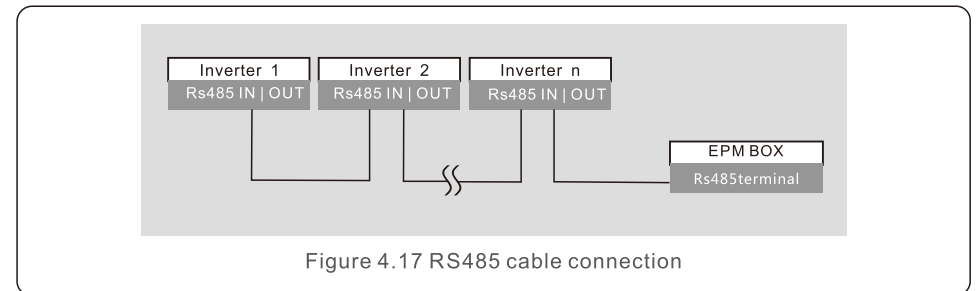 Inverter 1 Inverter 2 Inverter n
Rs485 IN | OUT Rs485 IN | OUT Rs485 IN | OUT
EPM BOX
Rs485terminal
Figure 4.17 RS485 cable connection